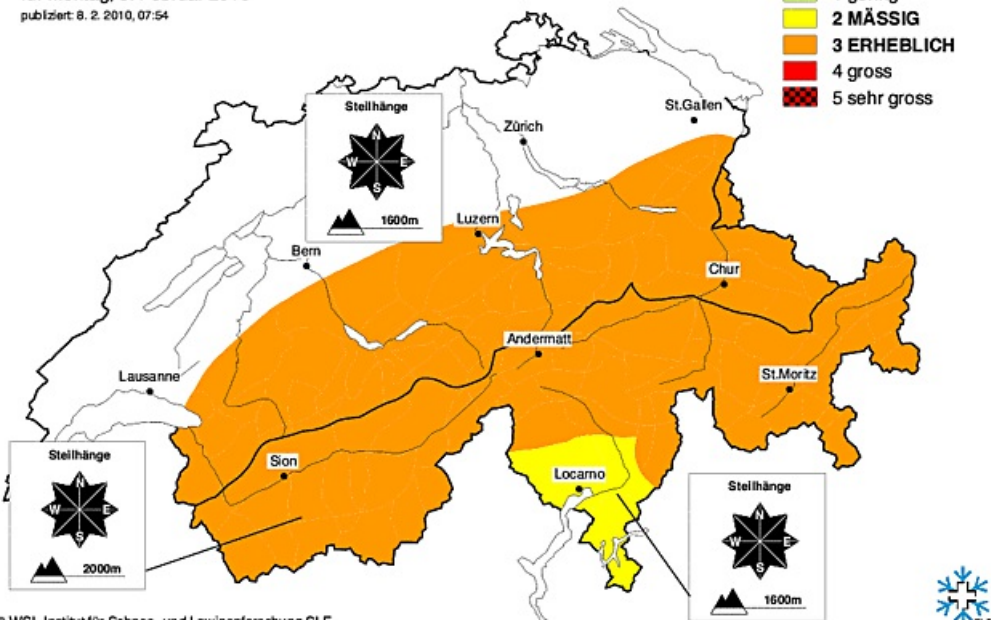 publiziert: 8. 2. 2010, 07:54
2 MÄSSIG
3 ERHEBLICH
4 gross
5 sehr gross
Steilhänge
N
W E
S
1600m
St.Gallen
Zürich
Luzern
Bern
Chur
Andermatt
St.Moritz
Lausanne
Sion
Locarno
Steilhänge
N
W E
S
2000m
Steilhänge
N
W E
S
1600m